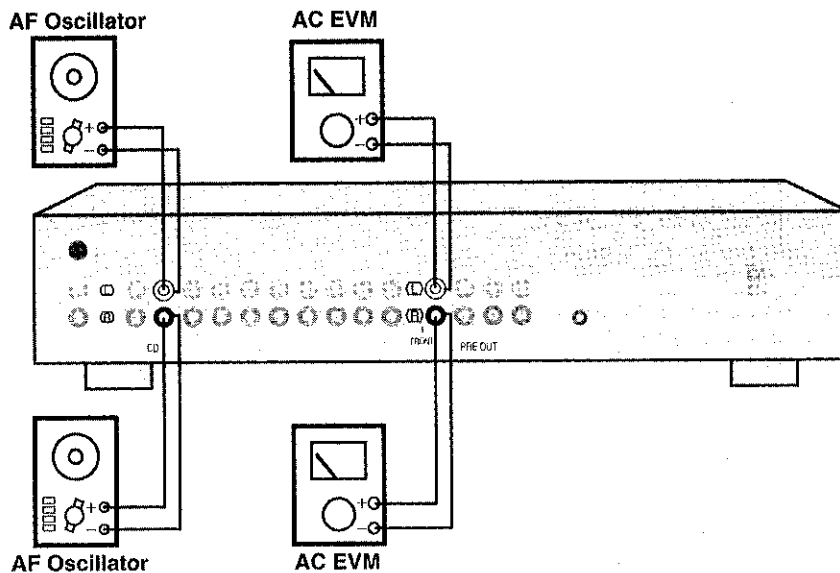 AF Oscillator
AC EVM
+
−
+
−
(L)
(L)
(R)
(R)
CD
FRONT
PRE OUT
+
−
+
−
AF Oscillator
AC EVM